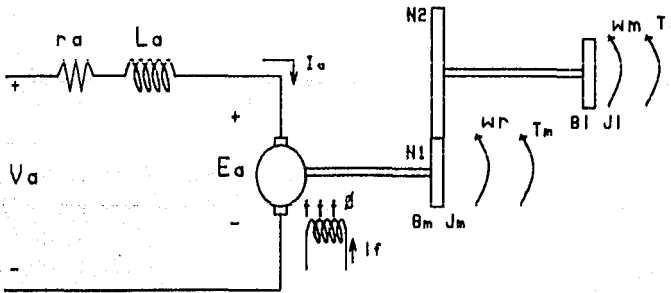 ra La Ia
N2
Wm T
+ +
Wr Tm
Bl Jl
N1
Va Ea
ø
- -
Bm Jm
If